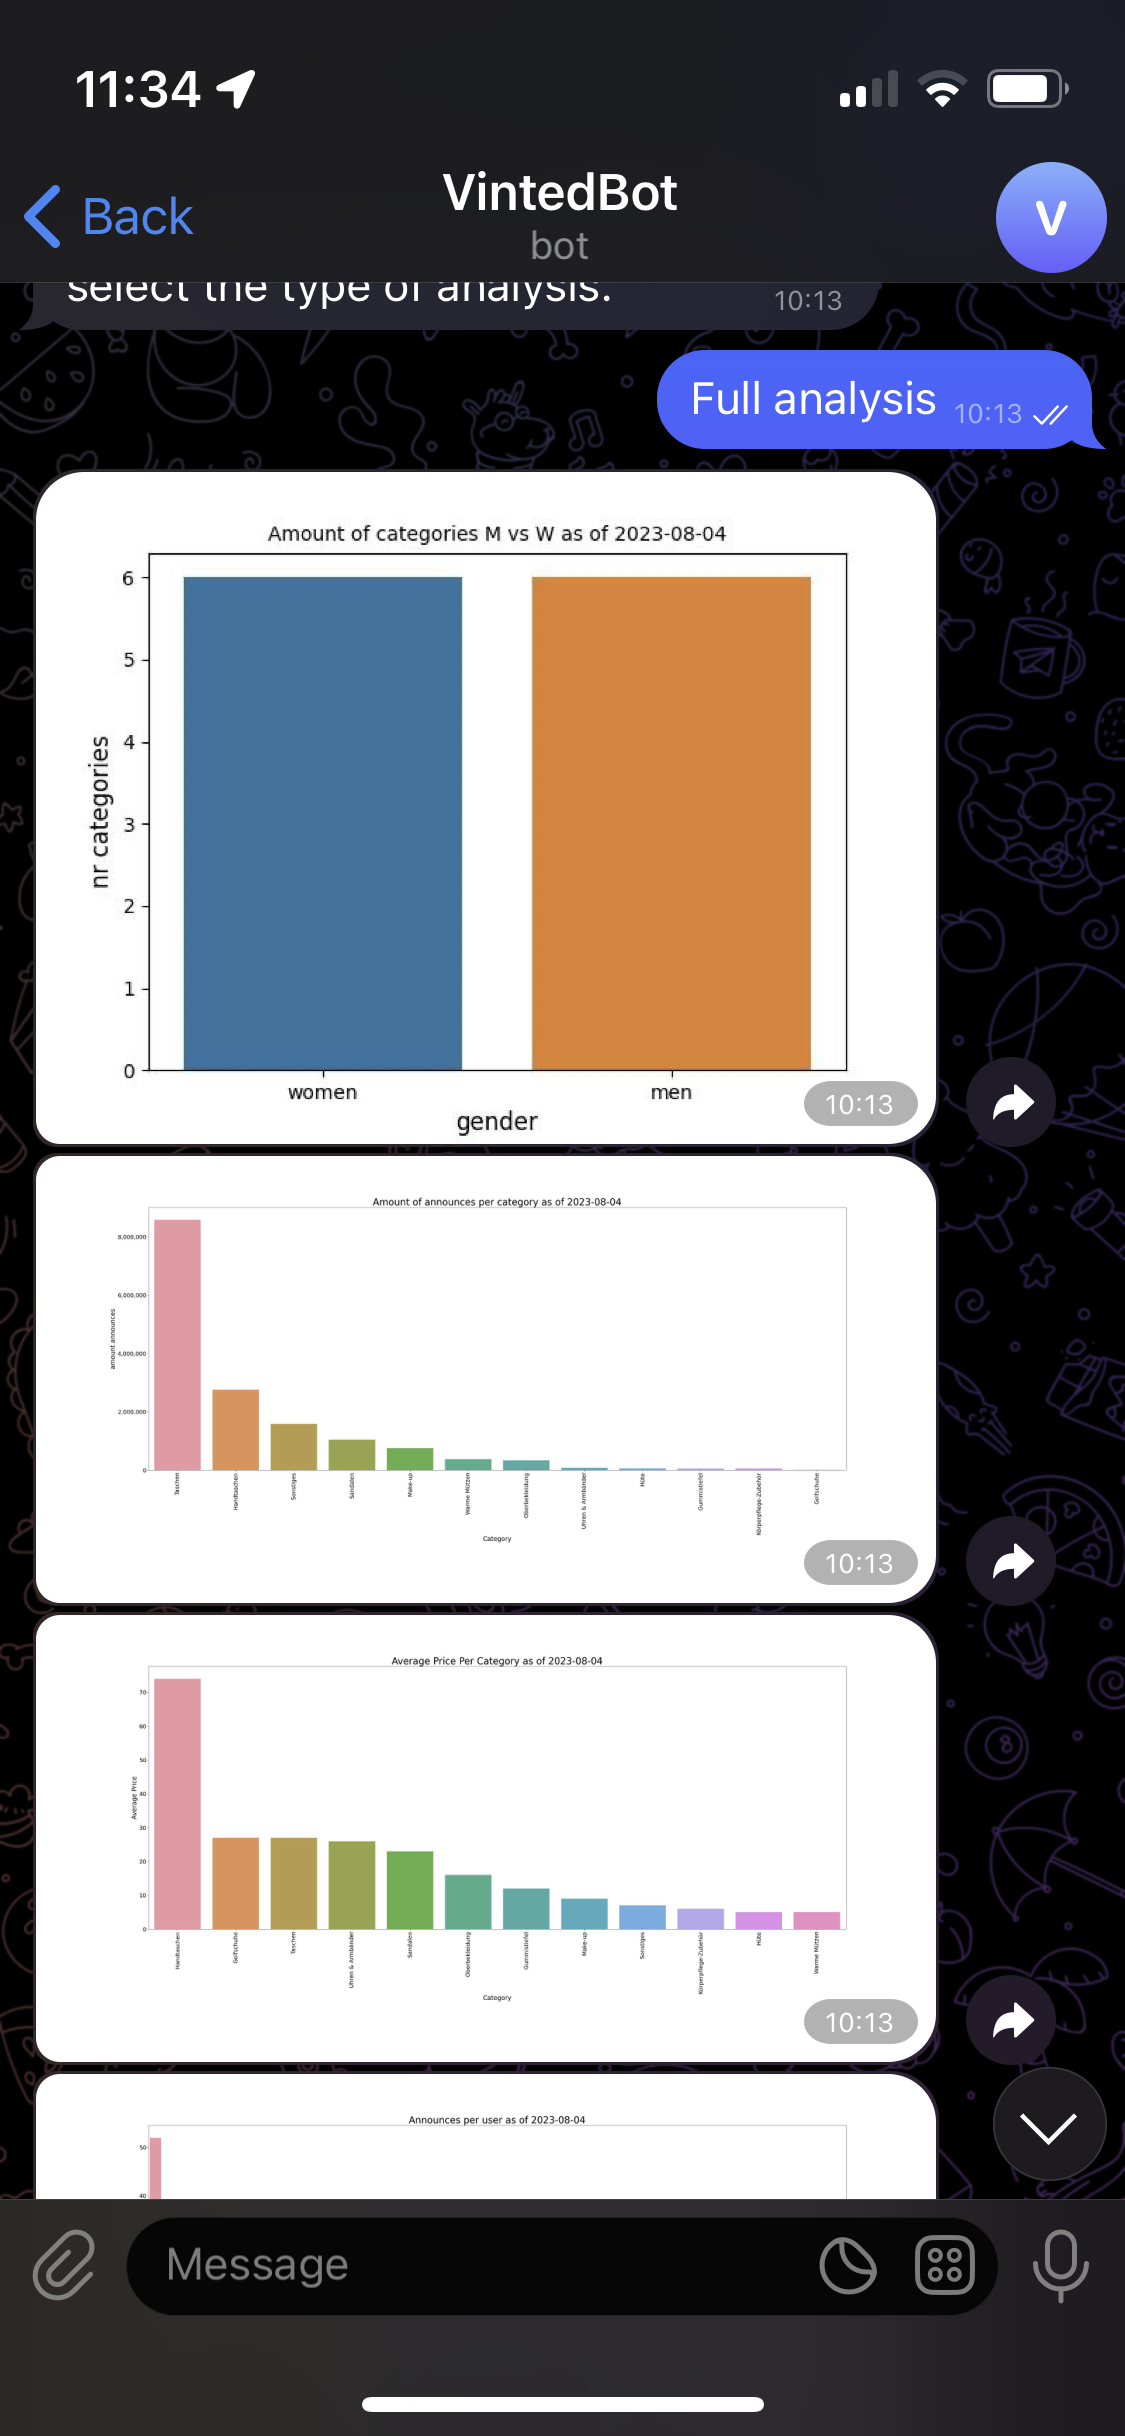 11:34
Back
VintedBot
bot
V
select the type of analysis.
10:13
Full analysis
10:13
Amount of categories M vs W as of 2023-08-04
nr categories
6
5
4
3
2
1
0
women
men
gender
10:13
Amount of announces per category as of 2023-08-04
amount announces
8,000,000
6,000,000
4,000,000
2,000,000
0
Taschen
Handtaschen
Sonstiges
Sandalen
Make-up
Warme Mützen
Oberbekleidung
Uhren & Armbänder
Hüte
Gummistiefel
Körperpflege-Zubehör
Golfschuhe
Category
10:13
Average Price Per Category as of 2023-08-04
Average Price
70
60
50
40
30
20
10
0
Handtaschen
Golfschuhe
Taschen
Uhren & Armbänder
Sandalen
Oberbekleidung
Gummistiefel
Make-up
Sonstiges
Körperpflege-Zubehör
Hüte
Warme Mützen
Category
10:13
Announces per user as of 2023-08-04
50
40
Message